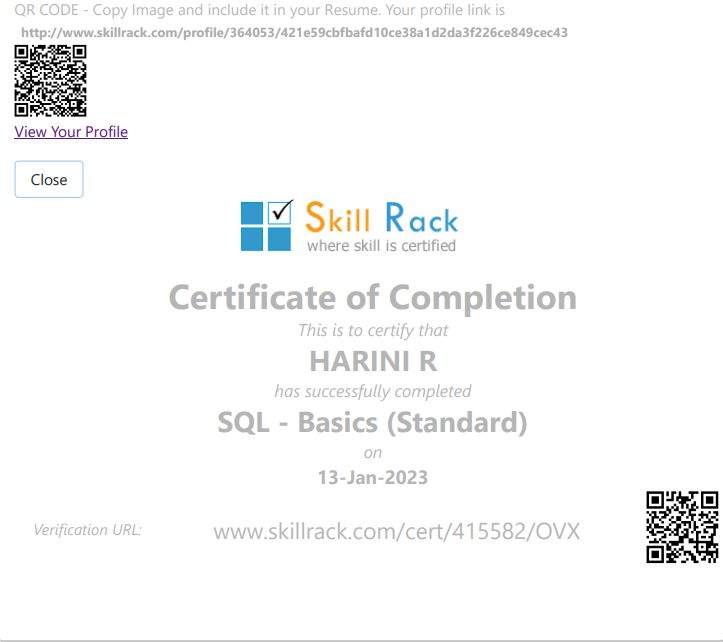 QR CODE - Copy Image and include it in your Resume. Your profile link is
http://www.skillrack.com/profile/364053/421e59cbfbafd10ce38a1d2da3f226ce849cec43
View Your Profile
Close
Skill Rack
where skill is certified
Certificate of Completion
This is to certify that
HARINI R
has successfully completed
SQL - Basics (Standard)
on
13-Jan-2023
Verification URL: www.skillrack.com/cert/415582/OVX